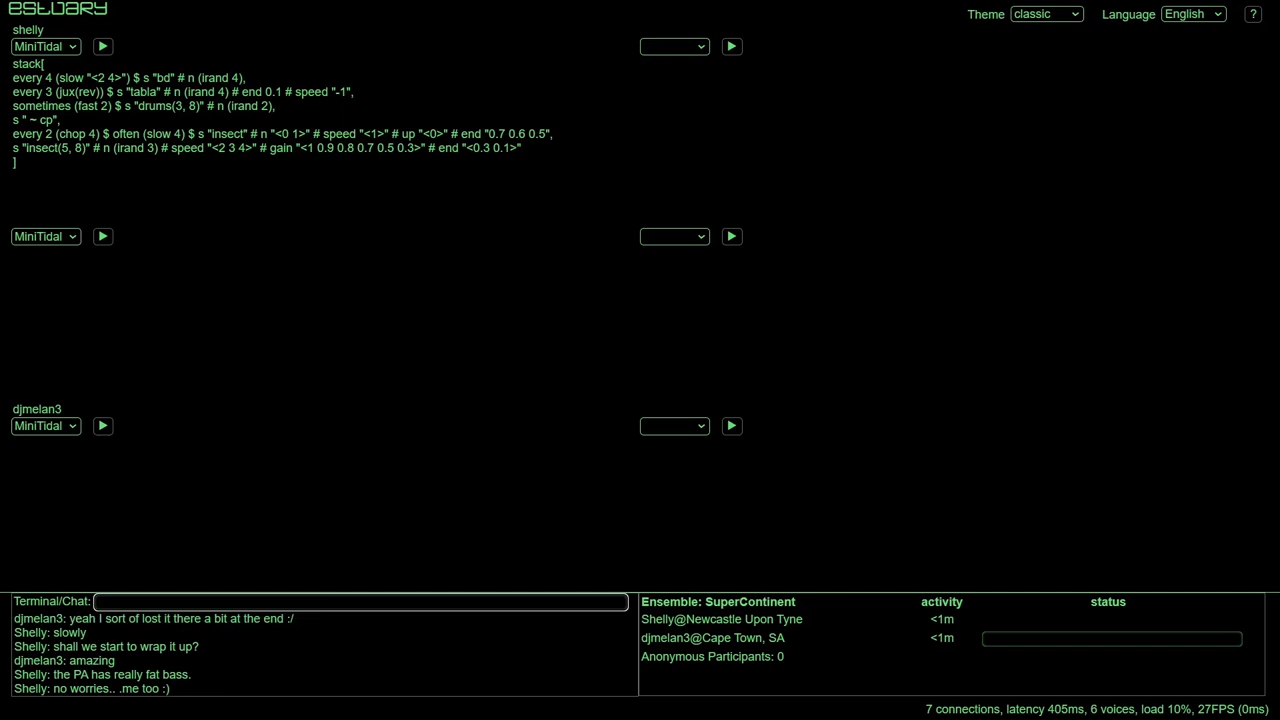 estuary
Theme classic Language English ?
shelly
MiniTidal
stack[
every 4 (slow "<2 4>") $ s "bd" # n (irand 4),
every 3 (jux(rev)) $ s "tabla" # n (irand 4) # end 0.1 # speed "-1",
sometimes (fast 2) $ s "drums(3, 8)" # n (irand 2),
s " ~ cp",
every 2 (chop 4) $ often (slow 4) $ s "insect" # n "<0 1>" # speed "<1>" # up "<0>" # end "0.7 0.6 0.5",
s "insect(5, 8)" # n (irand 3) # speed "<2 3 4>" # gain "<1 0.9 0.8 0.7 0.5 0.3>" # end "<0.3 0.1>"
]
MiniTidal
djmelan3
MiniTidal
Terminal/Chat:
djmelan3: yeah I sort of lost it there a bit at the end :/
Shelly: slowly
Shelly: shall we start to wrap it up?
djmelan3: amazing
Shelly: the PA has really fat bass.
Shelly: no worries.. .me too :)
Ensemble: SuperContinent activity status
Shelly@Newcastle Upon Tyne <1m
djmelan3@Cape Town, SA <1m
Anonymous Participants: 0
7 connections, latency 405ms, 6 voices, load 10%, 27FPS (0ms)